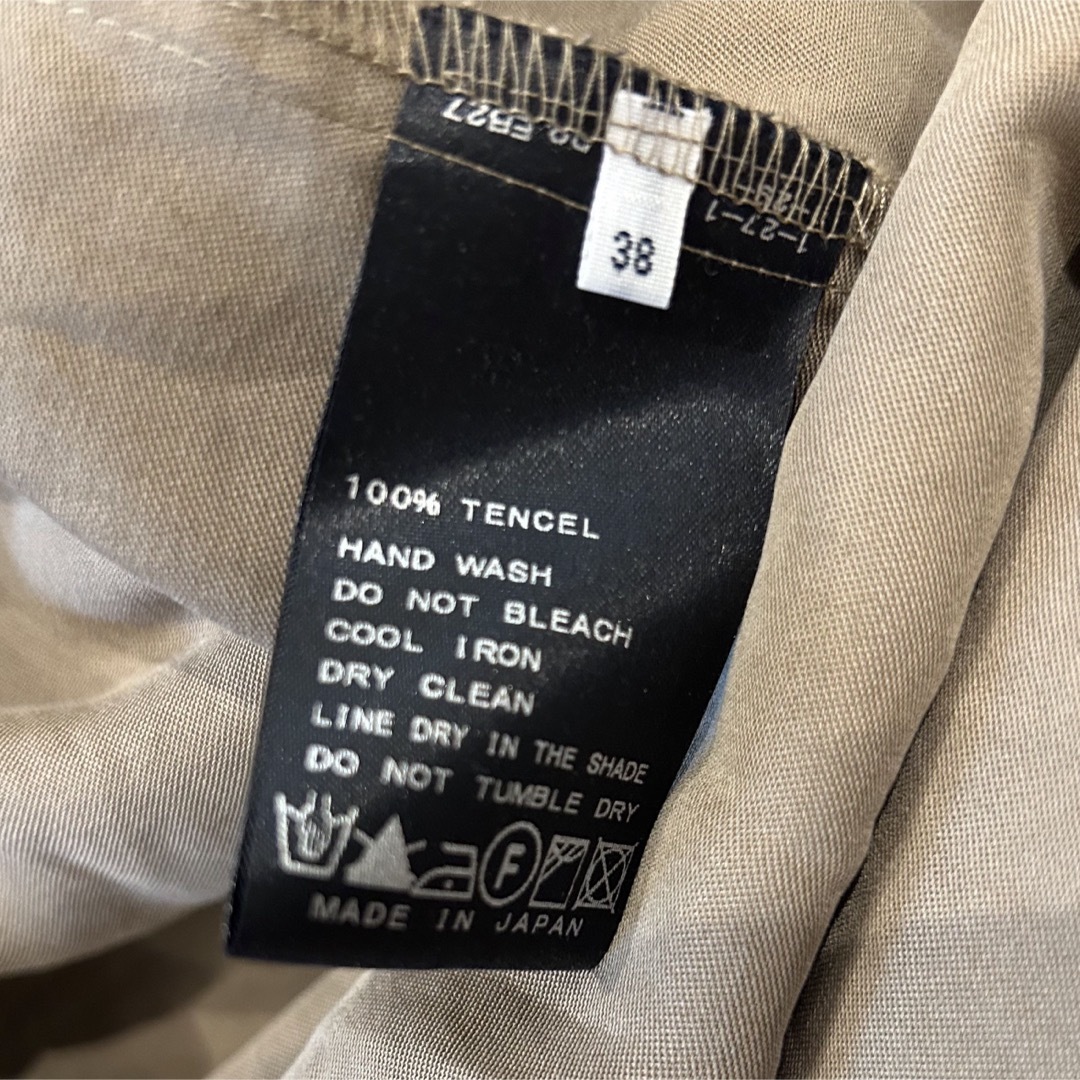 38
100% TENCEL
HAND WASH
DO NOT BLEACH
COOL IRON
DRY CLEAN
LINE DRY IN THE SHADE
DO NOT TUMBLE DRY
F
MADE IN JAPAN